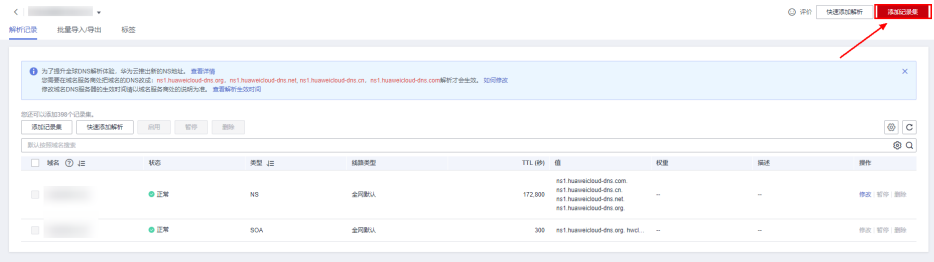 评价 快速添加解析 添加记录集
解析记录 批量导入/导出 标签
为了提升全球DNS解析体验，华为云推出新的NS地址。查看详情
您需要在域名服务商处把域名的DNS改成：ns1.huaweicloud-dns.org、ns1.huaweicloud-dns.net, ns1.huaweicloud-dns.cn、ns1.huaweicloud-dns.com解析才会生效。如何修改
修改域名DNS服务器的生效时间请以域名服务商处的说明为准。查看解析生效时间
您还可以添加398个记录集。
添加记录集 快速添加解析 启用 暂停 删除
默认按照域名搜索
域名 状态 类型 线路类型 TTL (秒) 值 权重 描述 操作
正常 NS 全网默认 172,800 ns1.huaweicloud-dns.com. -- -- 修改 暂停 删除
ns1.huaweicloud-dns.cn.
ns1.huaweicloud-dns.net.
ns1.huaweicloud-dns.org.
正常 SOA 全网默认 300 ns1.huaweicloud-dns.org. hwcl... -- -- 修改 暂停 删除